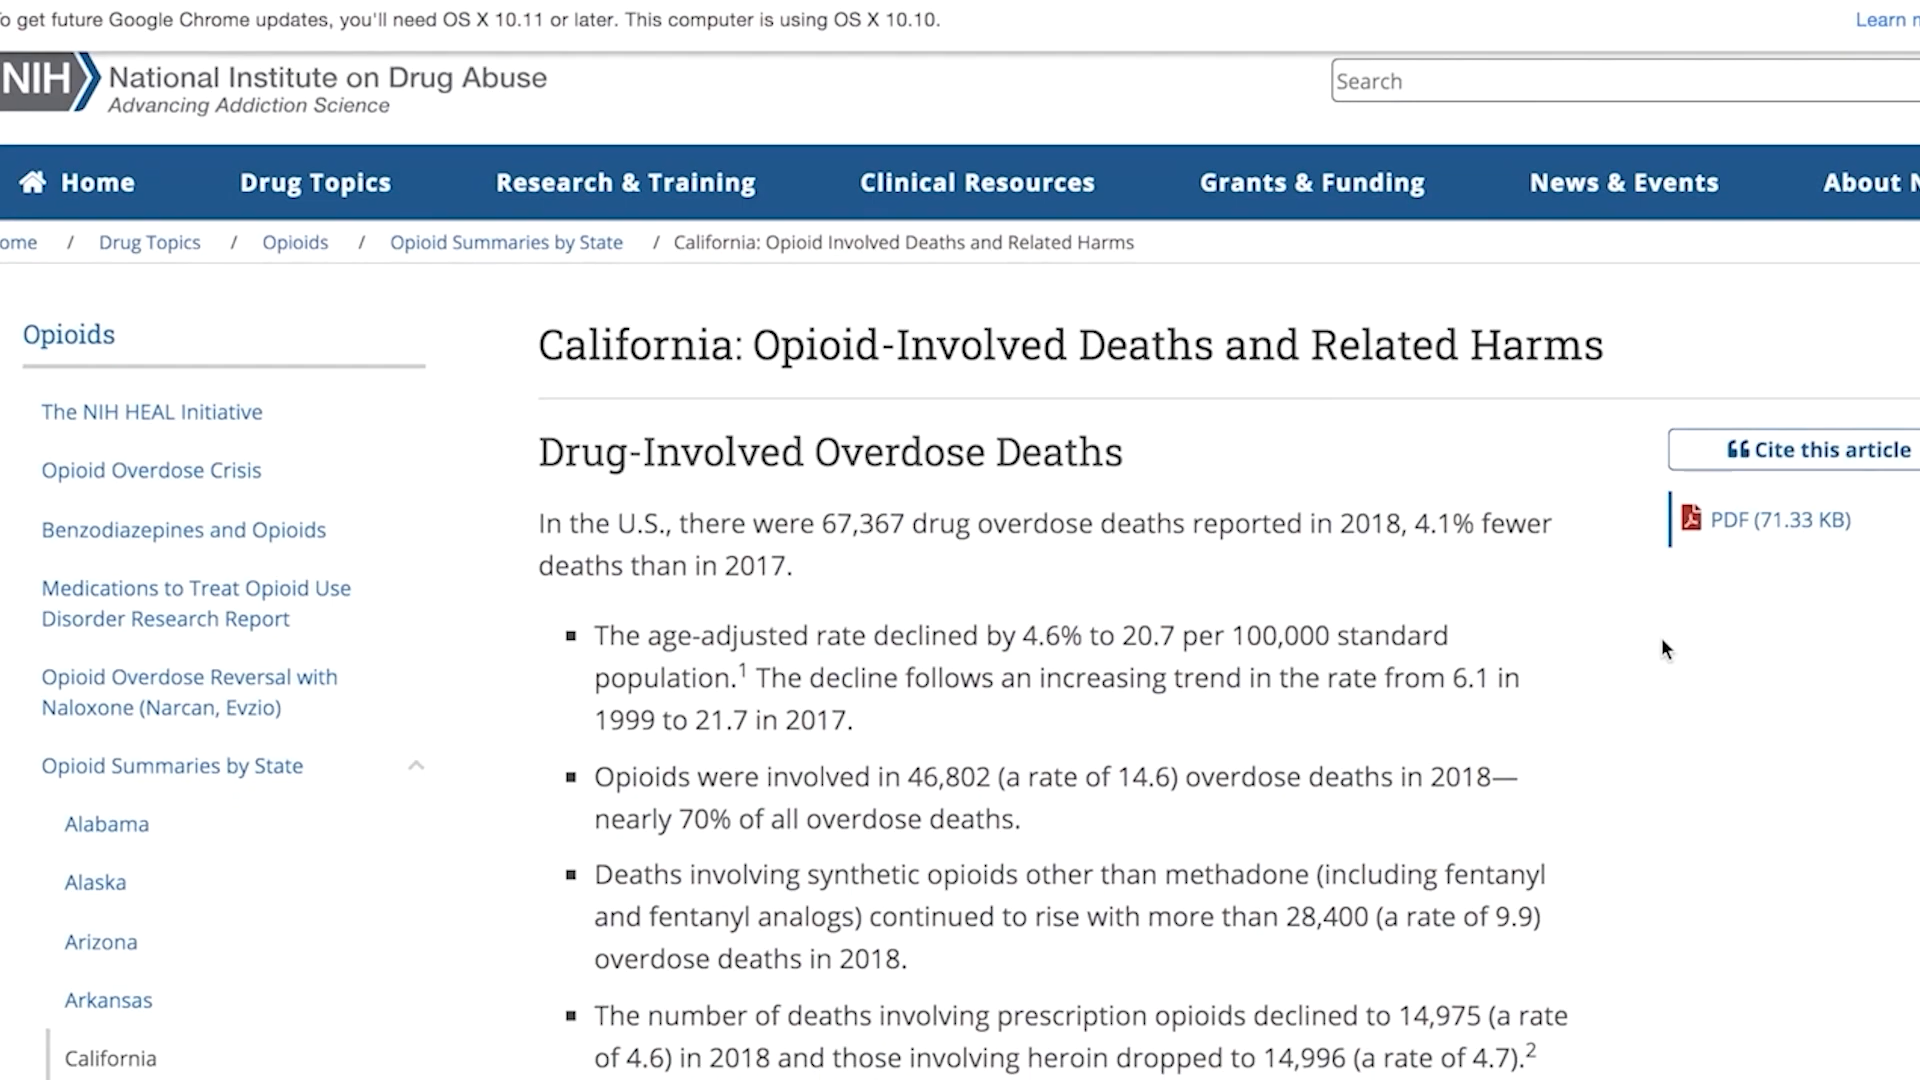 o get future Google Chrome updates, you'll need OS X 10.11 or later. This computer is using OS X 10.10.
Learn
NIH
National Institute on Drug Abuse
Advancing Addiction Science
Search
Home
Drug Topics
Research & Training
Clinical Resources
Grants & Funding
News & Events
About
ome / Drug Topics / Opioids / Opioid Summaries by State / California: Opioid Involved Deaths and Related Harms
Opioids
The NIH HEAL Initiative
Opioid Overdose Crisis
Benzodiazepines and Opioids
Medications to Treat Opioid Use
Disorder Research Report
Opioid Overdose Reversal with
Naloxone (Narcan, Evzio)
Opioid Summaries by State
Alabama
Alaska
Arizona
Arkansas
California
California: Opioid-Involved Deaths and Related Harms
Drug-Involved Overdose Deaths
In the U.S., there were 67,367 drug overdose deaths reported in 2018, 4.1% fewer
deaths than in 2017.
▪ The age-adjusted rate declined by 4.6% to 20.7 per 100,000 standard
population.1 The decline follows an increasing trend in the rate from 6.1 in
1999 to 21.7 in 2017.
▪ Opioids were involved in 46,802 (a rate of 14.6) overdose deaths in 2018—
nearly 70% of all overdose deaths.
▪ Deaths involving synthetic opioids other than methadone (including fentanyl
and fentanyl analogs) continued to rise with more than 28,400 (a rate of 9.9)
overdose deaths in 2018.
▪ The number of deaths involving prescription opioids declined to 14,975 (a rate
of 4.6) in 2018 and those involving heroin dropped to 14,996 (a rate of 4.7).2
Cite this article
PDF (71.33 KB)